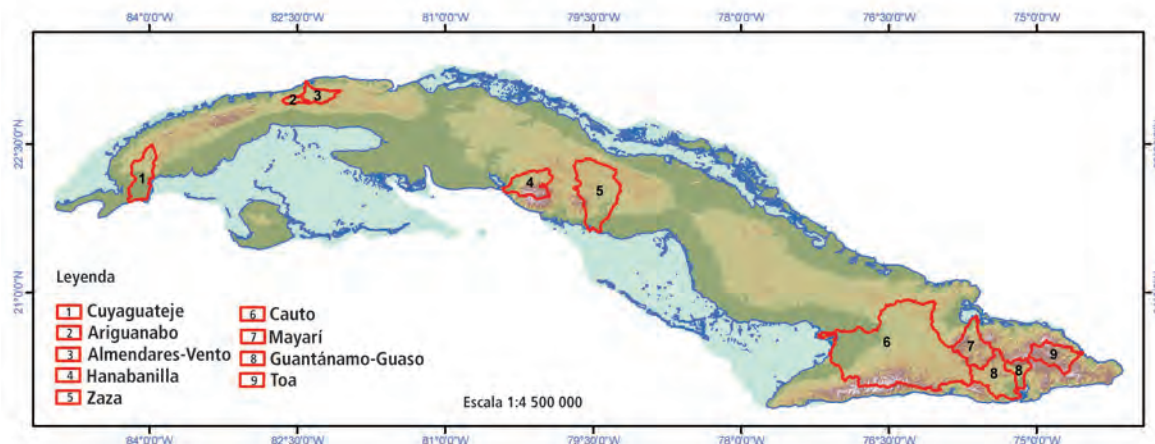 84°0'0"W 82°30'0"W 81°0'0"W 79°30'0"W 78°0'0"W 76°30'0"W 75°0'0"W
22°30'0"N
21°0'0"N
2 3
1
4 5
6 7 8 8 9
Leyenda
1 Cuyaguateje
2 Ariguanabo
3 Almendares-Vento
4 Hanabanilla
5 Zaza
6 Cauto
7 Mayarí
8 Guantánamo-Guaso
9 Toa
Escala 1:4 500 000
84°0'0"W 82°30'0"W 81°0'0"W 79°30'0"W 78°0'0"W 76°30'0"W 75°0'0"W